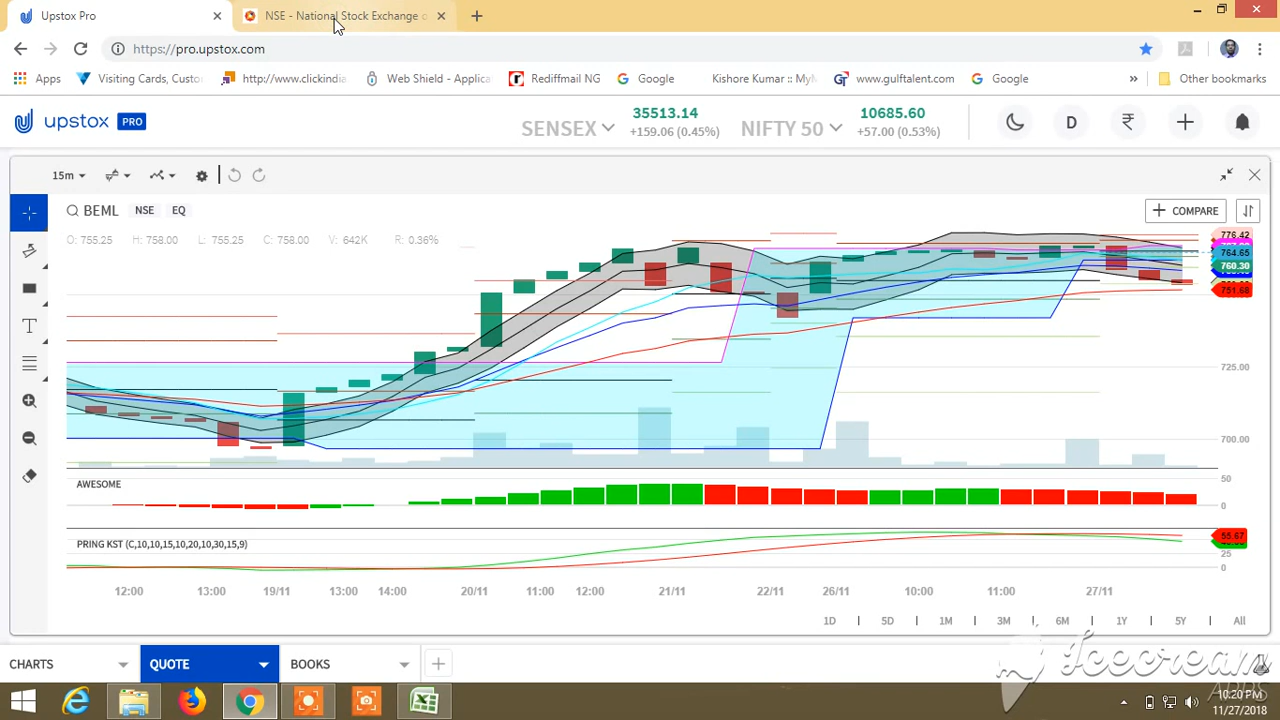 Upstox Pro
NSE - National Stock Exchange o
https://pro.upstox.com
Apps
Visiting Cards, Custo
http://www.clickindi
Web Shield - Applica
Rediffmail NG
Google
Kishore Kumar :: MyM
www.gulftalent.com
Google
»
Other bookmarks
upstox PRO
SENSEX
35513.14
+159.06 (0.45%)
NIFTY 50
10685.60
+57.00 (0.53%)
D
₹
15m
BEML NSE EQ
+ COMPARE
O: 755.25 H: 758.00 L: 755.25 C: 758.00 V: 642K R: 0.36%
776.42
764.65
760.30
751.68
725.00
700.00
T
AWESOME
50
0
PRING KST (C,10,10,15,10,20,10,30,15,9)
55.67
25
0
12:00 13:00 19/11 13:00 14:00 20/11 11:00 12:00 21/11 22/11 26/11 10:00 11:00 27/11
1D 5D 1M 3M 6M 1Y 5Y All
CHARTS
QUOTE
BOOKS
Icecream
APPS
10:20 PM
11/27/2018